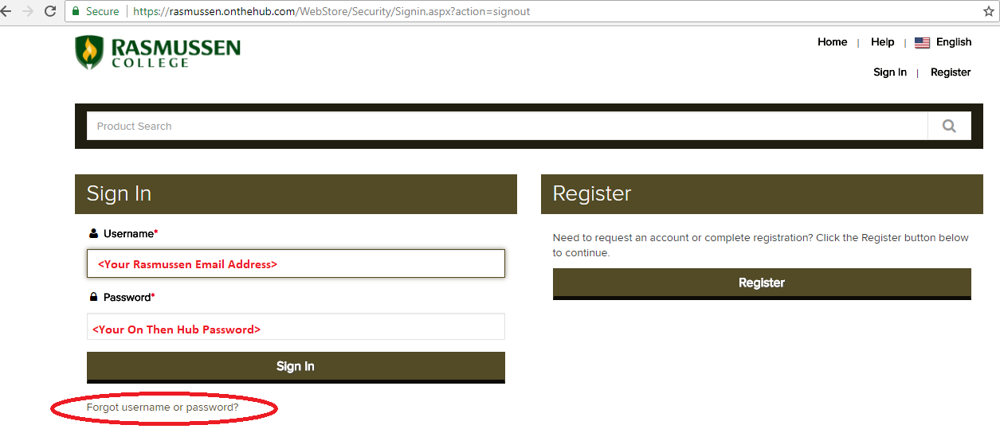 Secure | https://rasmussen.onthehub.com/WebStore/Security/Signin.aspx?action=signout
RASMUSSEN
COLLEGE
Home | Help | English
Sign In | Register
Product Search
Sign In
Username*
<Your Rasmussen Email Address>
Password*
<Your On Then Hub Password>
Sign In
Forgot username or password?
Register
Need to request an account or complete registration? Click the Register button below
to continue.
Register